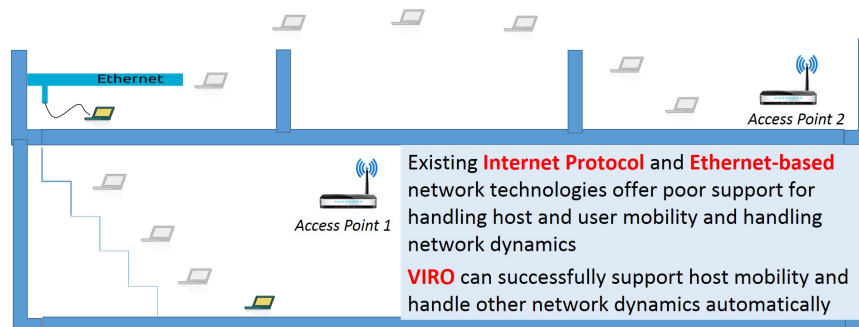 Ethernet
Access Point 2
Access Point 1
Existing Internet Protocol and Ethernet-based
network technologies offer poor support for
handling host and user mobility and handling
network dynamics
VIRO can successfully support host mobility and
handle other network dynamics automatically